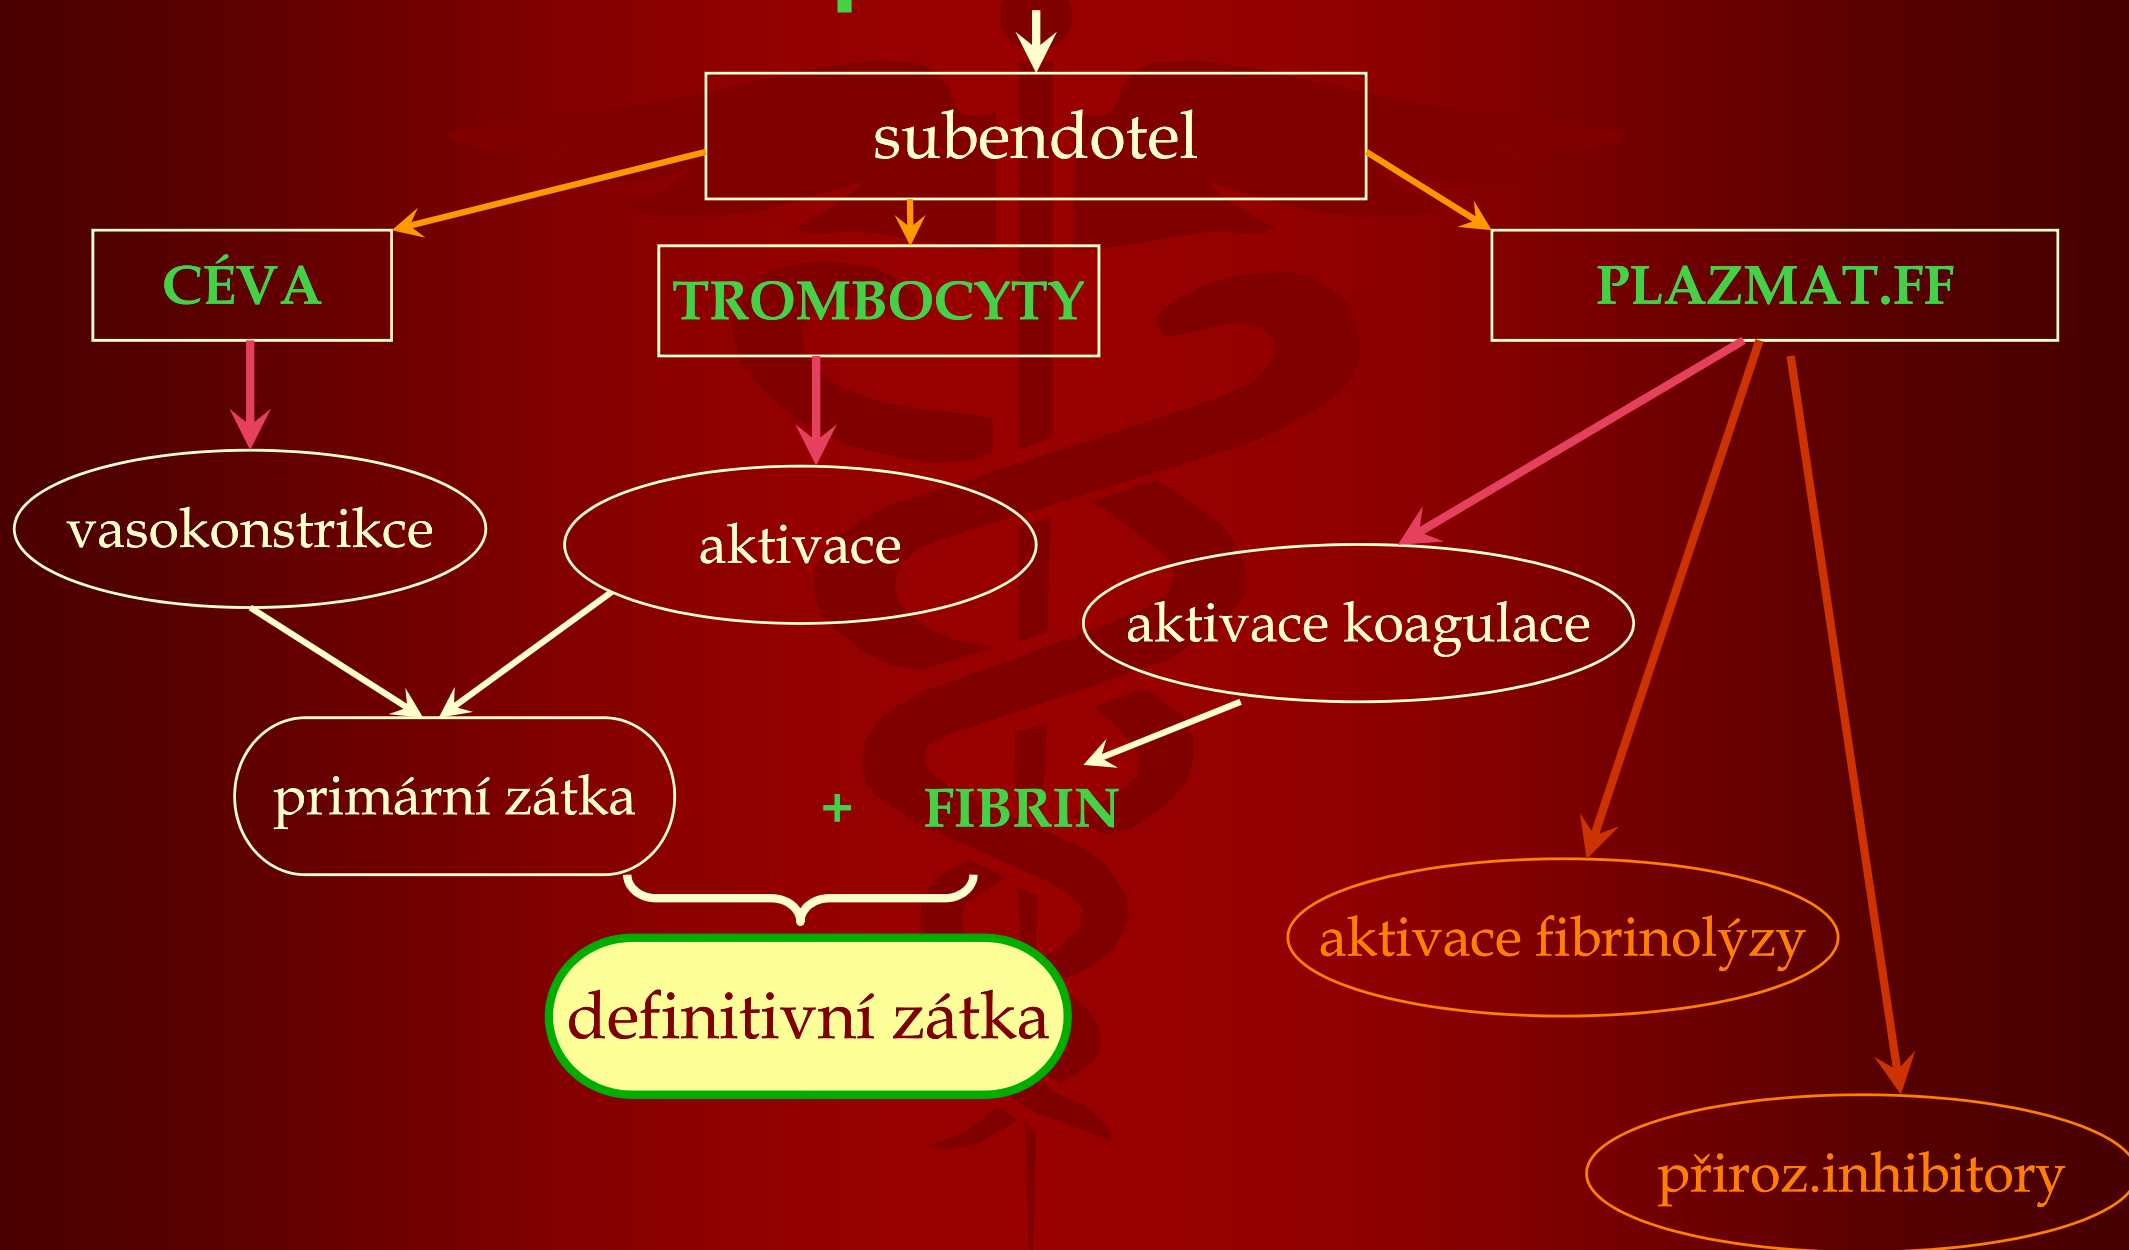 subendotel
CÉVA
TROMBOCYTY
PLAZMAT.FF
vasokonstrikce
aktivace
aktivace koagulace
primární zátka
+ FIBRIN
aktivace fibrinolýzy
definitivní zátka
přiroz.inhibitory